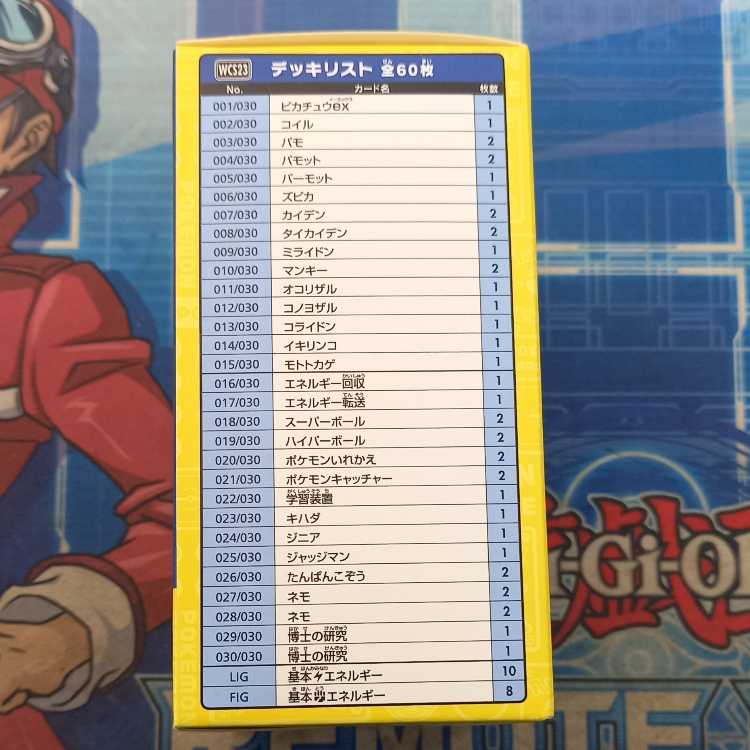 WCS23 デッキリスト 全60枚
No. カード名 枚数
001/030 ピカチュウex 1
002/030 コイル 1
003/030 パモ 2
004/030 パモット 2
005/030 パーモット 1
006/030 ズピカ 1
007/030 カイデン 2
008/030 タイカイデン 2
009/030 ミライドン 1
010/030 マンキー 2
011/030 オコリザル 1
012/030 コノヨザル 1
013/030 コライドン 1
014/030 イキリンコ 1
015/030 モトトカゲ 1
016/030 エネルギー回収 1
017/030 エネルギー転送 1
018/030 スーパーボール 2
019/030 ハイパーボール 2
020/030 ポケモンいれかえ 2
021/030 ポケモンキャッチャー 2
022/030 学習装置 1
023/030 キハダ 1
024/030 ジニア 1
025/030 ジャッジマン 1
026/030 たんぱんこぞう 2
027/030 ネモ 2
028/030 ネモ 2
029/030 博士の研究 1
030/030 博士の研究 1
LIG 基本エネルギー 10
FIG 基本エネルギー 8
POKEMON
POKEMON
-Gi-O
REMOTE